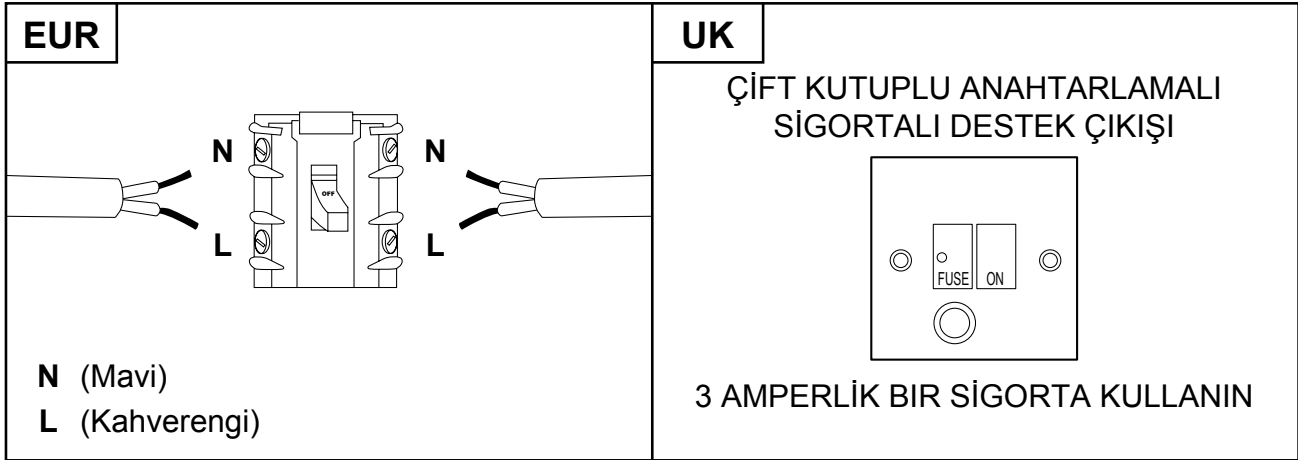 EUR
N
N
OFF
L
L
N (Mavi)
L (Kahverengi)
UK
ÇİFT KUTUPLU ANAHTARLAMALI
SİGORTALI DESTEK ÇIKIŞI
FUSE
ON
3 AMPERLİK BIR SİGORTA KULLANIN